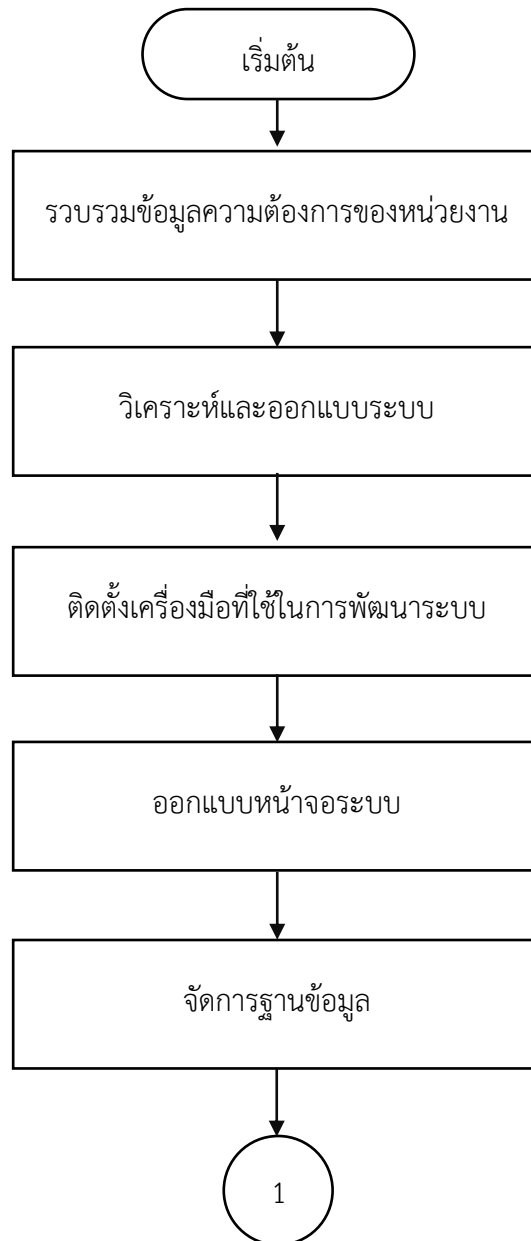 เริ่มต้น
รวบรวมข้อมูลความต้องการของหน่วยงาน
วิเคราะห์และออกแบบระบบ
ติดตั้งเครื่องมือที่ใช้ในการพัฒนาระบบ
ออกแบบหน้าจอระบบ
จัดการฐานข้อมูล
1